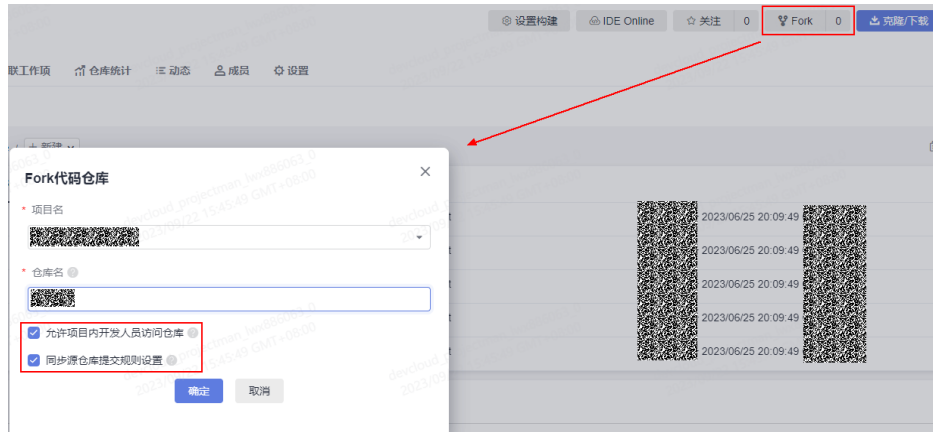 设置构建 IDE Online 关注 0 Fork 0 克隆/下载
联工作项 仓库统计 动态 成员 设置
新建
Fork代码仓库
* 项目名
t 2023/06/25 20:09:49
* 仓库名
t 2023/06/25 20:09:49
t 2023/06/25 20:09:49
允许项目内开发人员访问仓库
t 2023/06/25 20:09:49
同步源仓库提交规则设置
t 2023/06/25 20:09:49
确定 取消